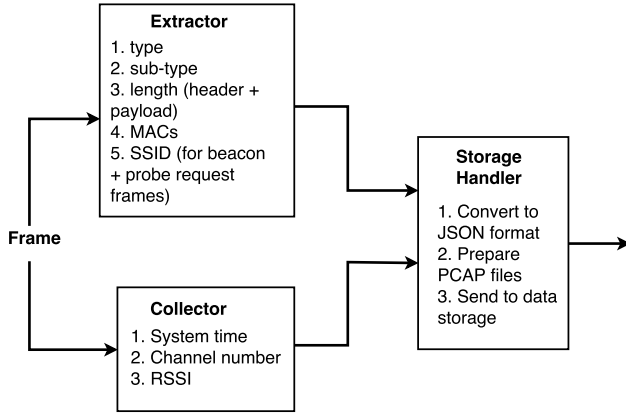 Extractor
1. type
2. sub-type
3. length (header +
payload)
4. MACs
5. SSID (for beacon
+ probe request
frames)
Frame
Collector
1. System time
2. Channel number
3. RSSI
Storage
Handler
1. Convert to
JSON format
2. Prepare
PCAP files
3. Send to data
storage